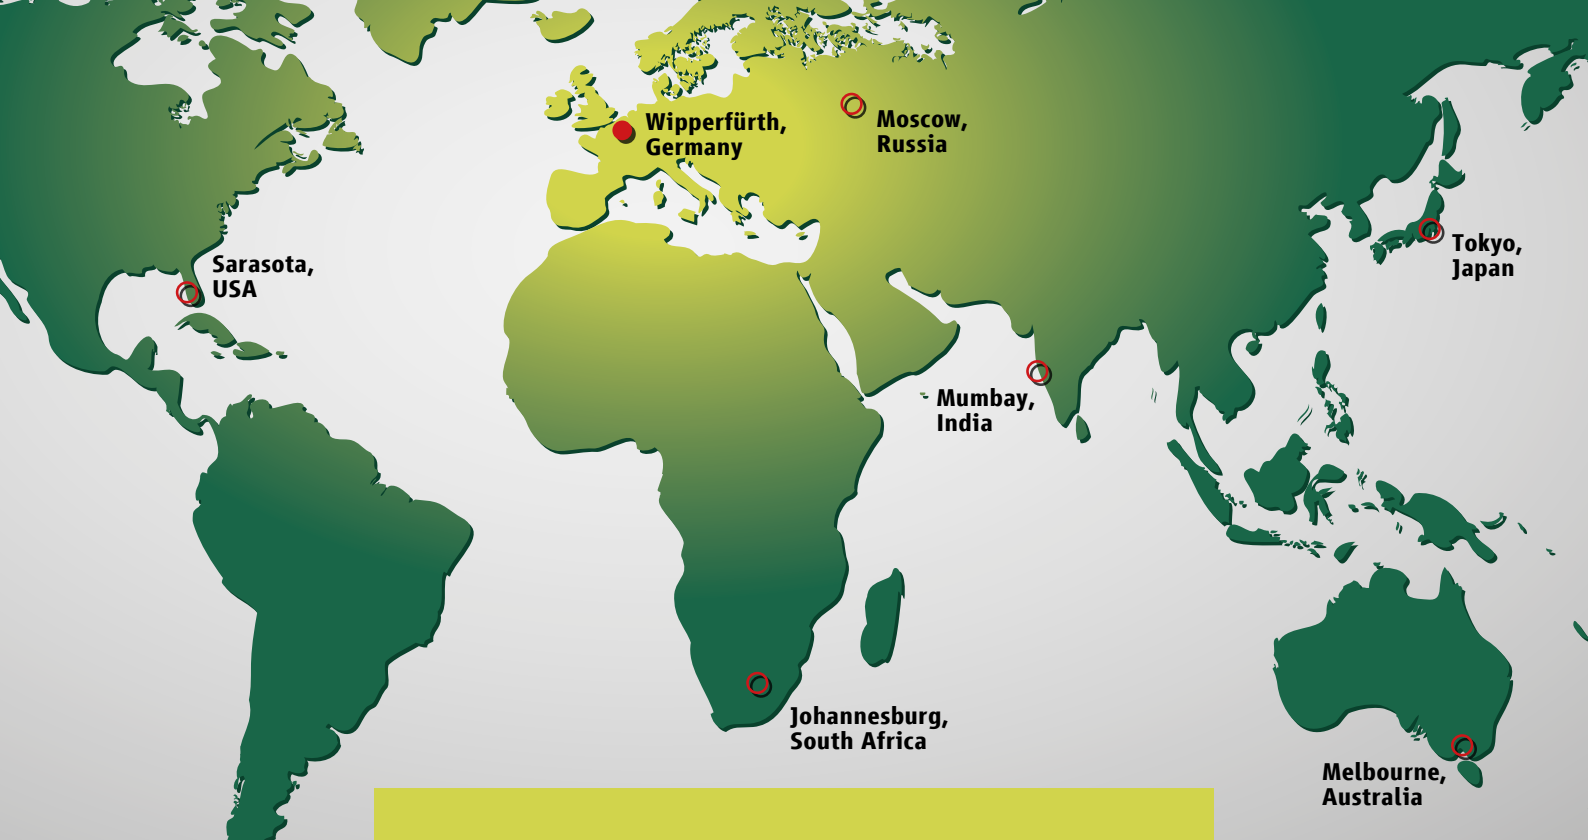 Wipperfürth,
Germany
Moscow,
Russia
Sarasota,
USA
Tokyo,
Japan
Mumbay,
India
Johannesburg,
South Africa
Melbourne,
Australia